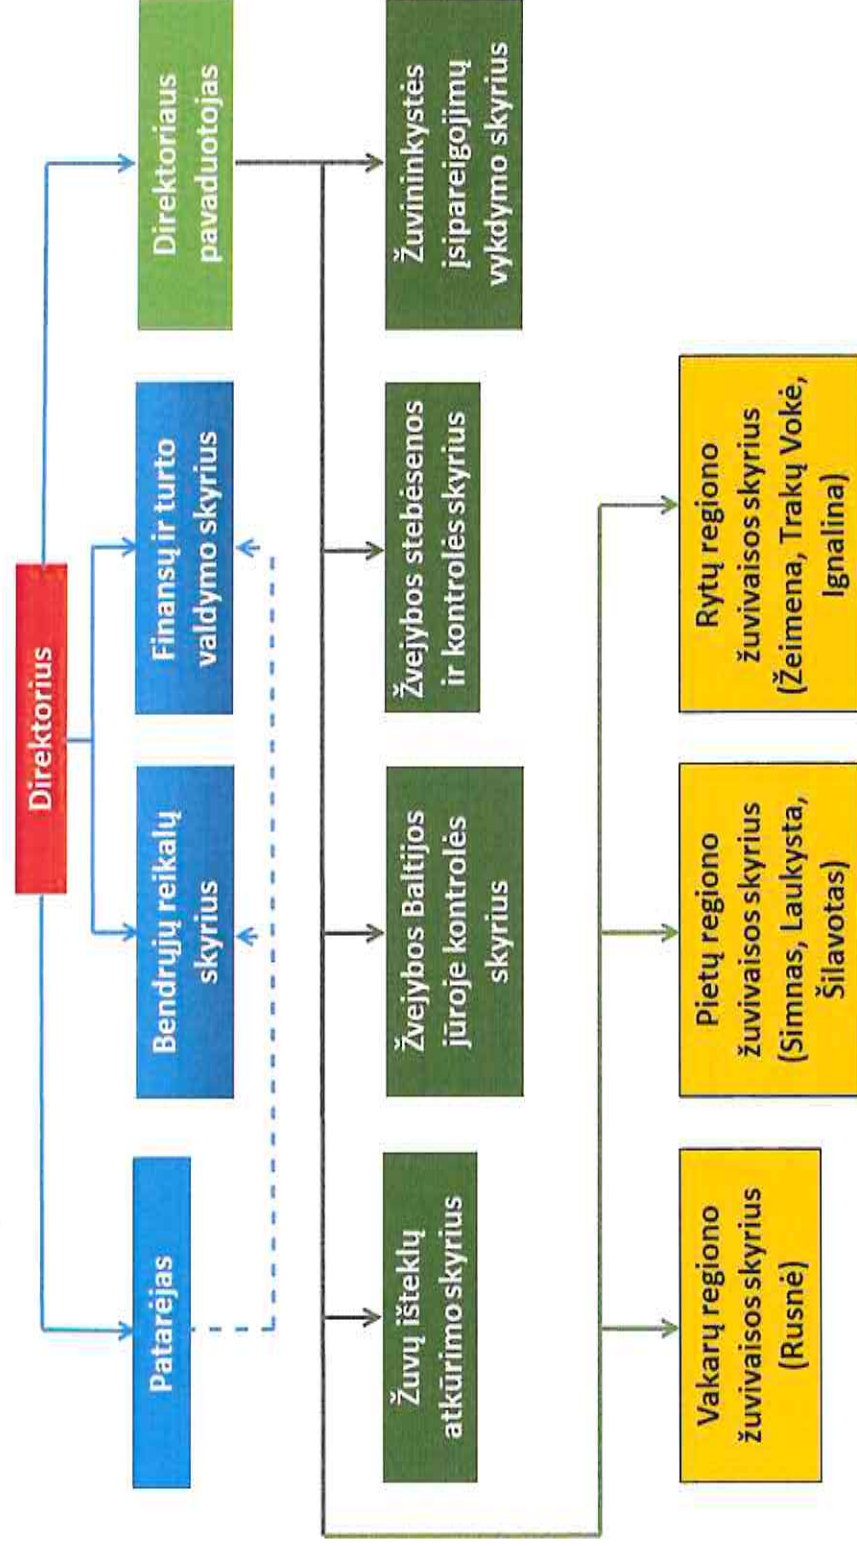 Direktorius
Patarėjas
Bendrųjų reikalų
skyrius
Finansų ir turto
valdymo skyrius
Direktoriaus
pavaduotojas
Žuvų išteklų
atkūrimo skyrius
Žvejybos Baltijos
jūroje kontrolės
skyrius
Žvejybos stebėsenos
ir kontrolės skyrius
Žuvininkystės
įsipareigojimų
vykdymo skyrius
Vakarų regiono
žuvivaisos skyrius
(Rusnė)
Pietų regiono
žuvivaisos skyrius
(Simnas, Laukysta,
Šilavotas)
Rytų regiono
žuvivaisos skyrius
(Žeimena, Trakų Vokė,
Ignalina)